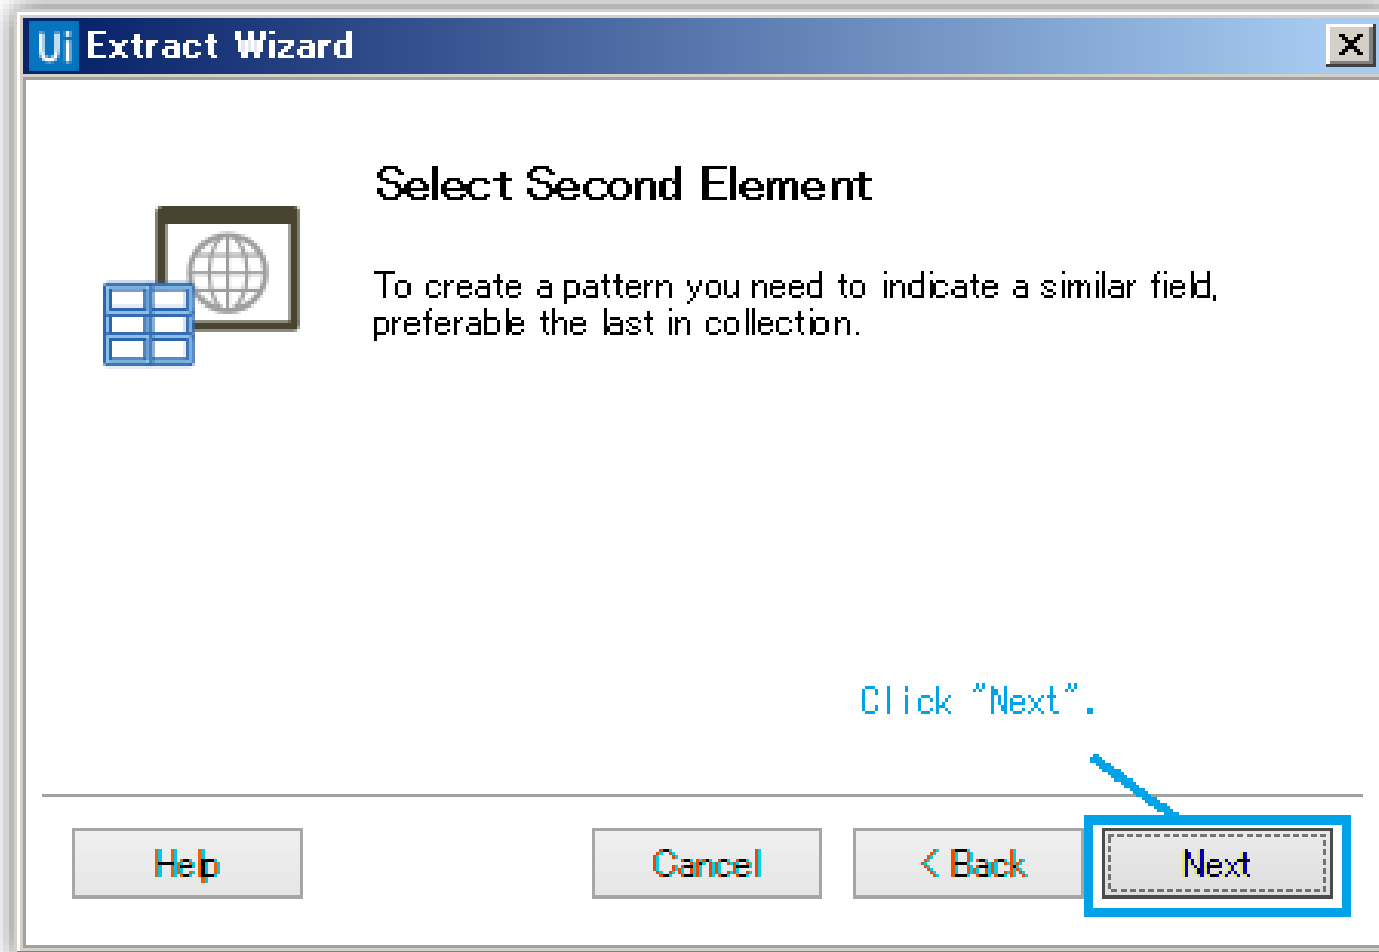 Ui Extract Wizard
Select Second Element
To create a pattern you need to indicate a similar field,
preferable the last in collection.
Click "Next".
Help Cancel < Back Next